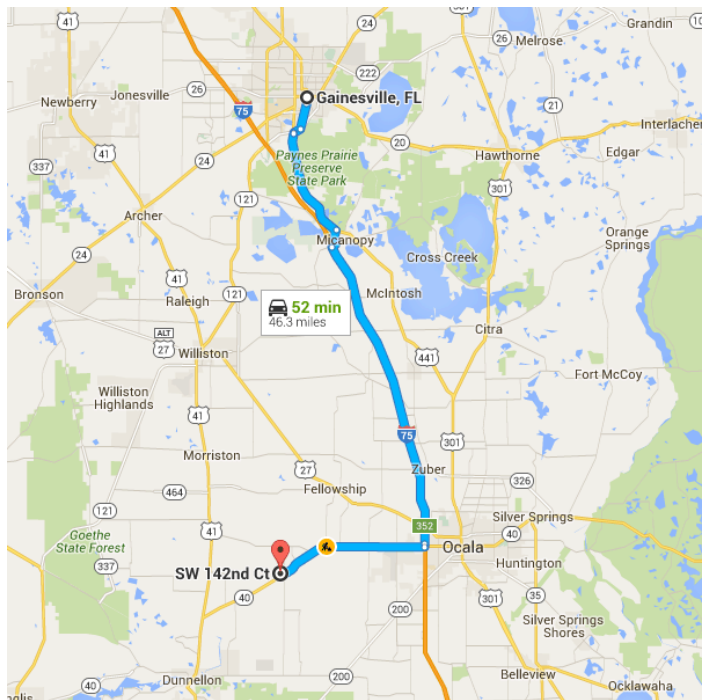 41
Grandin
26
Melrose
301
222
21
Jonesville
26
Gainesville, FL
Newberry
75
41
20
Interlachen
Paynes Prairie
Preserve
State Park
Hawthorne
Edgar
24
337
121
301
Archer
Micanopy
Orange
Springs
24
Cross Creek
41
121
Bronson
Raleigh
McIntosh
52 min
46.3 miles
Citra
ALT
27
Williston
441
Fort McCoy
Williston
Highlands
41
75
301
Morriston
27
Zuber
326
464
Fellowship
121
352
Silver Springs
41
40
Goethe
State Forest
Ocala
Huntington
337
SW 142nd Ct
40
200
301
35
Silver Springs
Shores
40
200
Dunnellon
Belleview
Ocklawaha